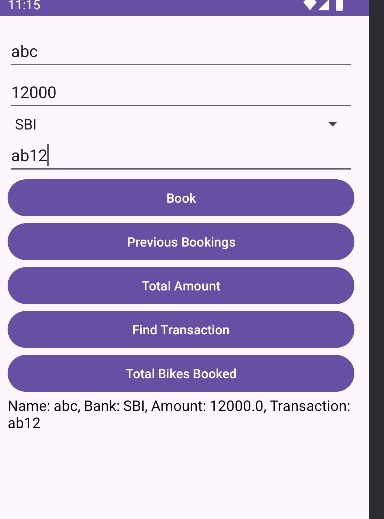 11:15
abc
12000
SBI
ab12
Book
Previous Bookings
Total Amount
Find Transaction
Total Bikes Booked
Name: abc, Bank: SBI, Amount: 12000.0, Transaction:
ab12